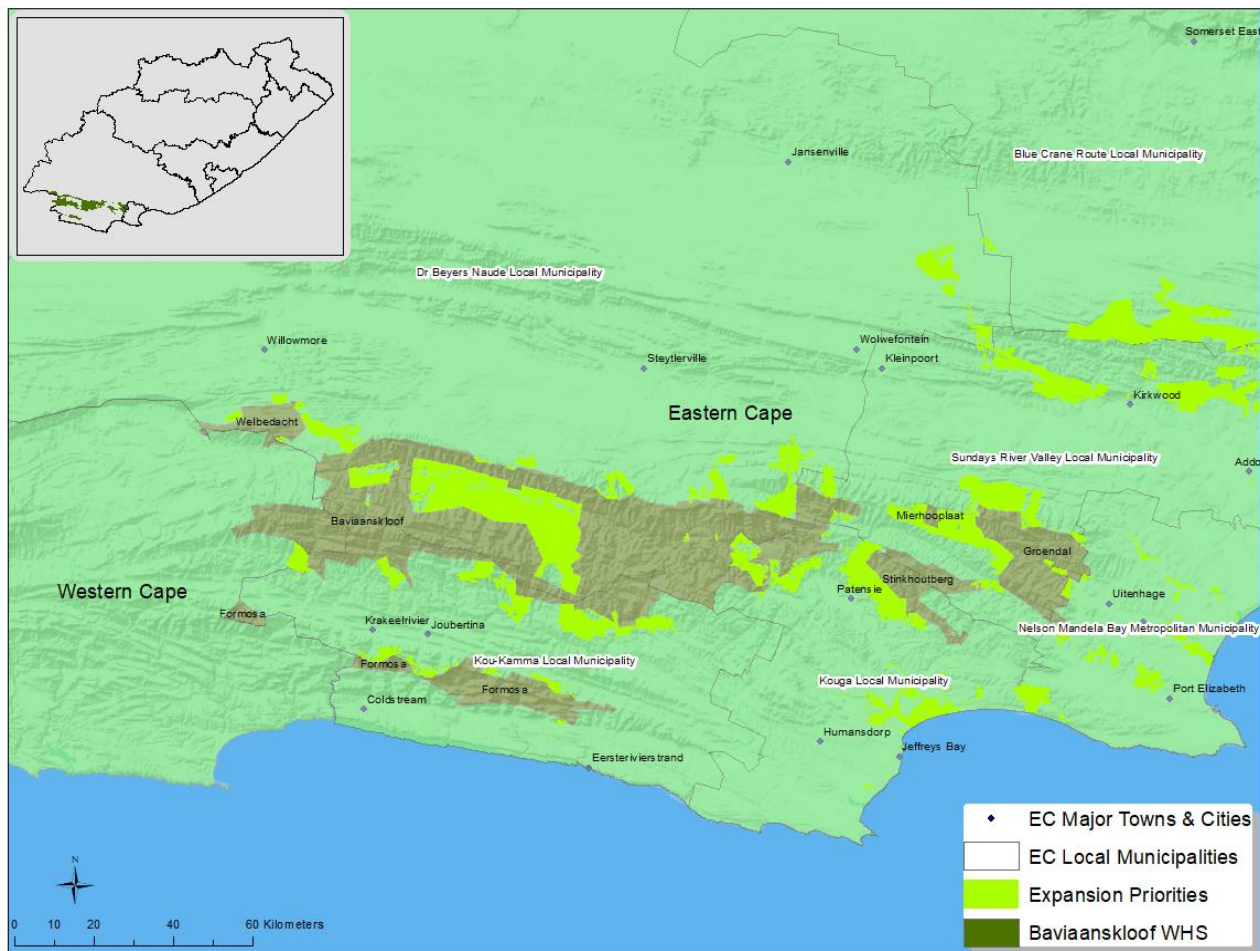 Somerset East
Jansenville
Blue Crane Route Local Municipality
Dr Beyers Naude Local Municipality
Willowmore
Wolwefontein
Steytlerville
Kleinpoort
Kirkwood
Eastern Cape
Welbedacht
Sundays River Valley Local Municipality
Addo
Mierhooplaat
Baviaanskloof
Groendal
Stinkhoutberg
Western Cape
Patensie
Uitenhage
Formosa
Krakeelrivier
Joubertina
Nelson Mandela Bay Metropolitan Municipality
Formosa
Kou-Kamma Local Municipality
Formosa
Kouga Local Municipality
Port Elizabeth
Coldstream
Humansdorp
Jeffreys Bay
Eersterivierstrand
N
0 10 20 40 60 Kilometers
EC Major Towns & Cities
EC Local Municipalities
Expansion Priorities
Baviaanskloof WHS